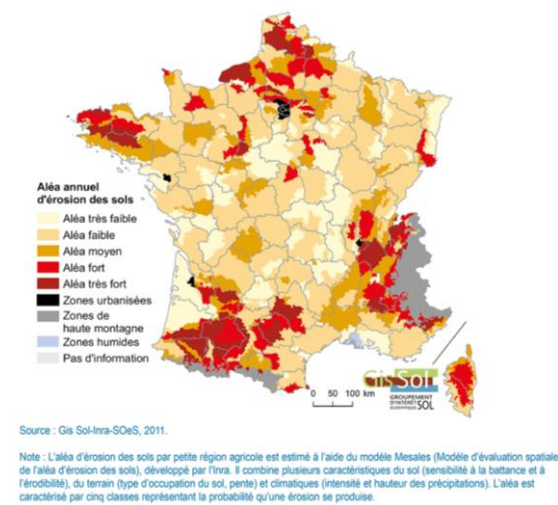 Aléa annuel
d'érosion des sols
Aléa très faible
Aléa faible
Aléa moyen
Aléa fort
Aléa très fort
Zones urbanisées
Zones de
haute montagne
Zones humides
Pas d'information
0 50 100 km
GisSol
GROUPEMENT
D'INTÉRÊT
SCIENTIFIQUE SOL
Source : Gis Sol-Inra-SOeS, 2011.
Note : L'aléa d'érosion des sols par petite région agricole est estimé à l'aide du modèle Mesales (Modèle d'évaluation spatiale
de l'aléa d'érosion des sols), développé par l'Inra. Il combine plusieurs caractéristiques du sol (sensibilité à la battance et à
l'érodibilité), du terrain (type d'occupation du sol, pente) et climatiques (intensité et hauteur des précipitations). L'aléa est
caractérisé par cinq classes représentant la probabilité qu'une érosion se produise.